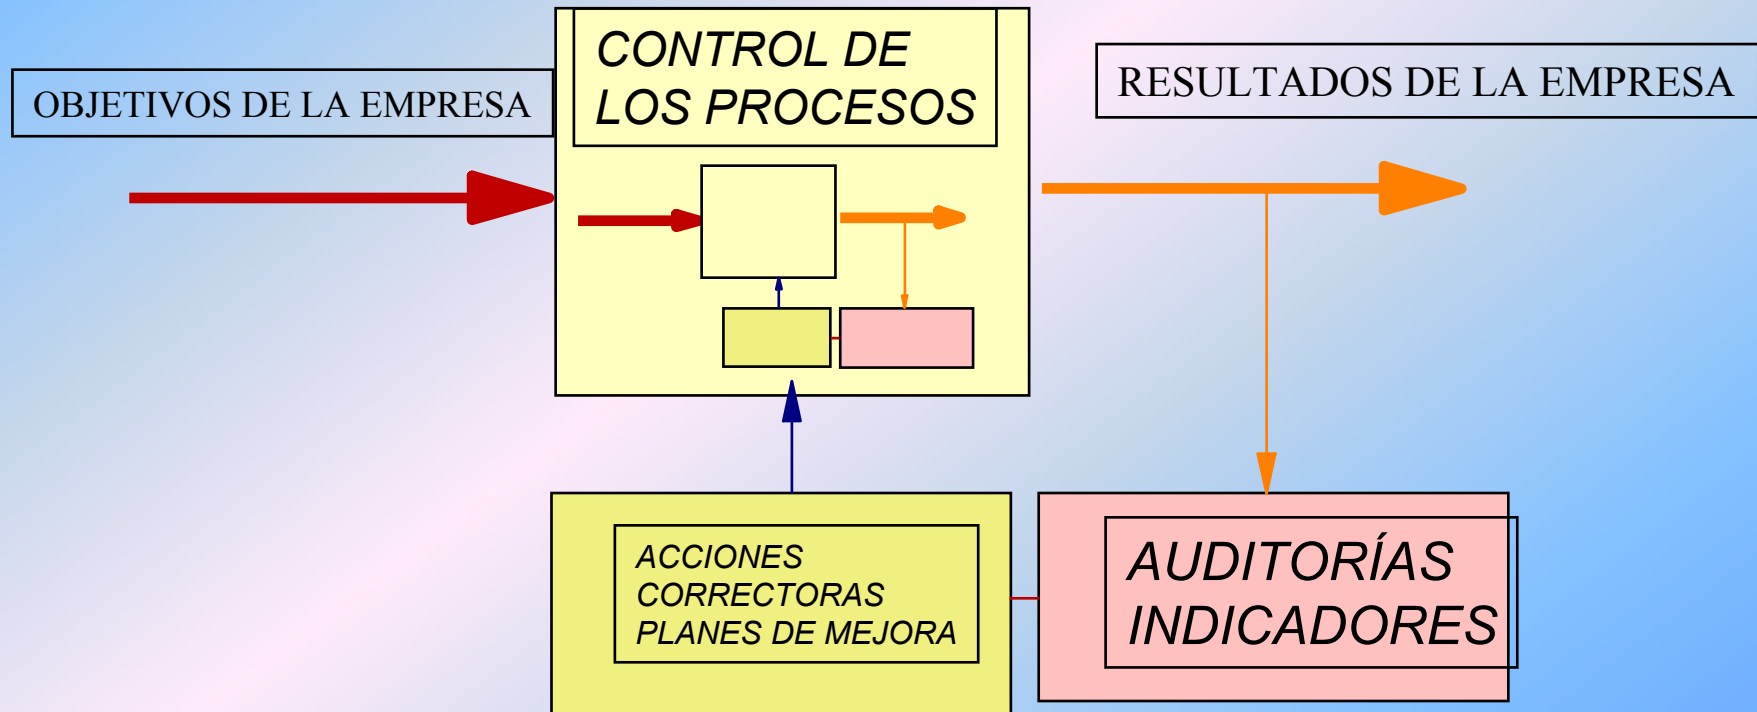 OBJETIVOS DE LA EMPRESA
CONTROL DE
LOS PROCESOS
RESULTADOS DE LA EMPRESA
ACCIONES
CORRECTORAS
PLANES DE MEJORA
AUDITORÍAS
INDICADORES